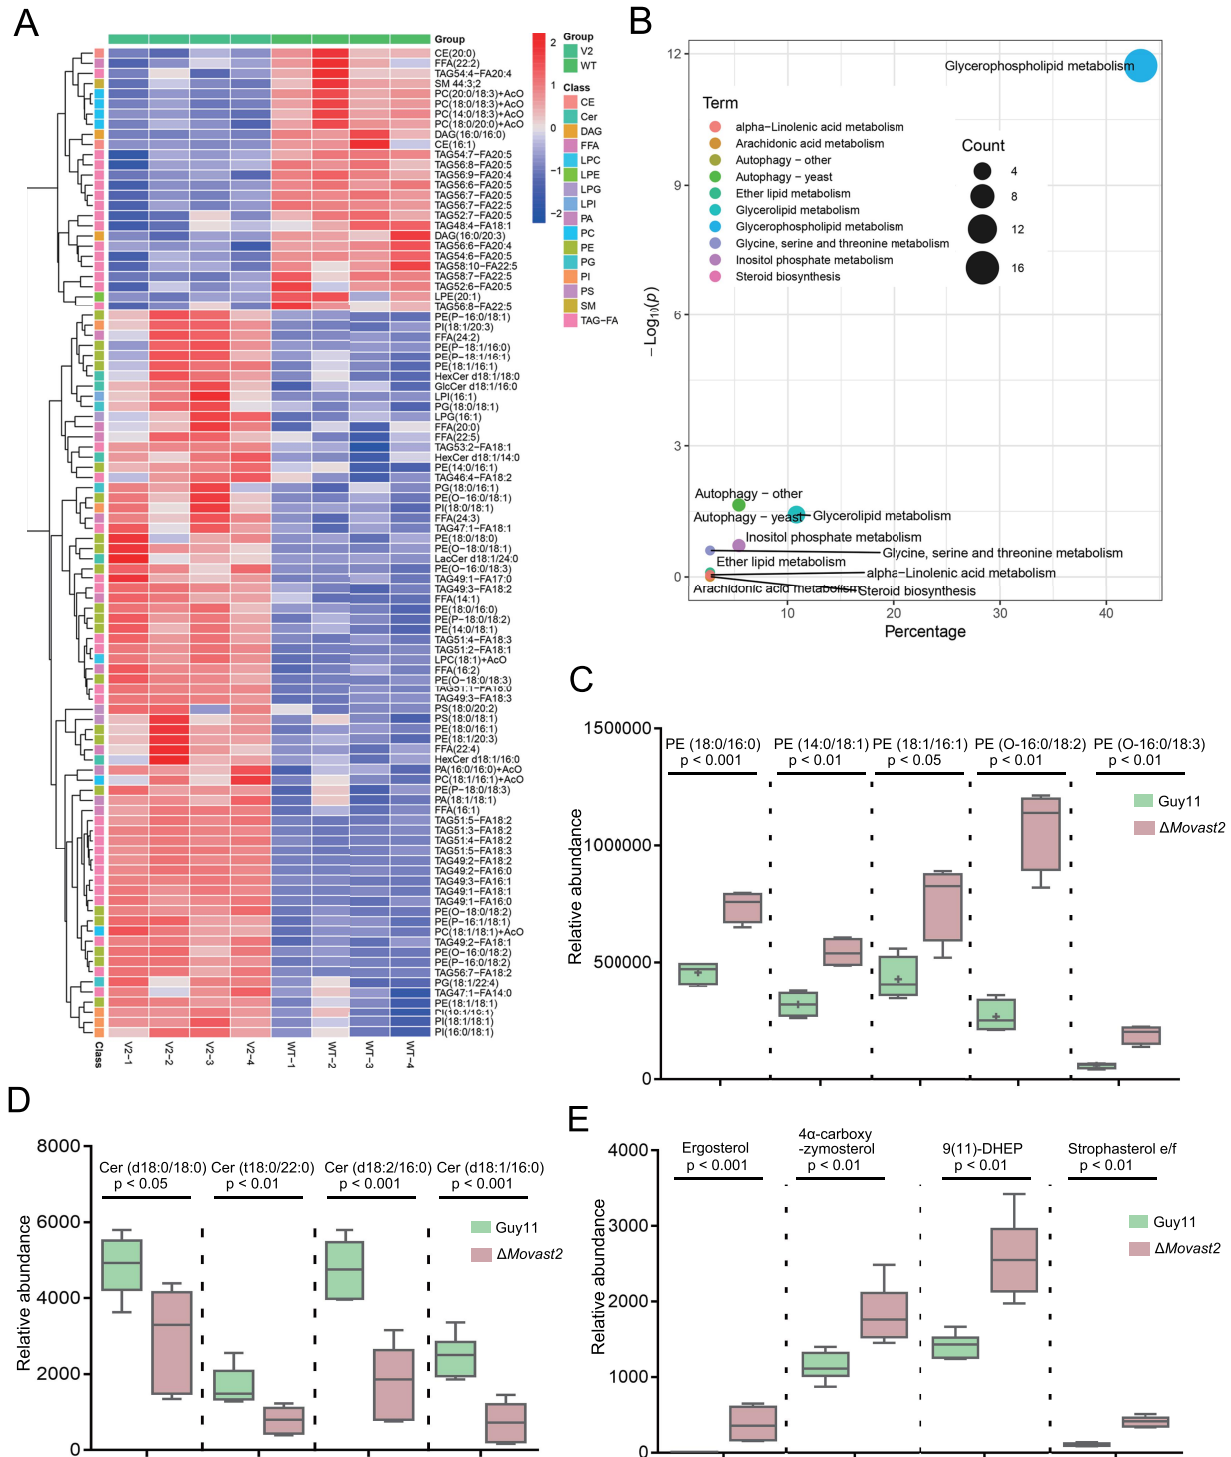 A
Group
CE(20:0)
FFA(22:2)
TAG54:4−FA20:4
SM 44:3;2
PC(20:0/18:3)+AcO
PC(18:0/18:3)+AcO
PC(14:0/18:3)+AcO
PC(18:0/20:0)+AcO
DAG(16:0/16:0)
CE(16:1)
TAG54:7−FA20:5
TAG56:8−FA20:5
TAG56:9−FA20:4
TAG56:6−FA20:5
TAG56:7−FA20:5
TAG56:7−FA22:5
TAG52:7−FA20:5
TAG48:4−FA18:1
DAG(16:0/20:3)
TAG56:6−FA20:4
TAG54:6−FA20:5
TAG58:10−FA22:5
TAG58:7−FA22:5
TAG52:6−FA20:5
LPE(20:1)
TAG56:8−FA22:5
PE(P−16:0/18:1)
PI(18:1/20:3)
FFA(24:2)
PE(P−18:1/16:0)
PE(P−18:1/16:1)
PE(18:1/16:1)
HexCer d18:1/18:0
GlcCer d18:1/16:0
LPI(16:1)
PG(18:0/18:1)
LPG(16:1)
FFA(20:0)
FFA(22:5)
TAG53:2−FA18:1
HexCer d18:1/14:0
PE(14:0/16:1)
TAG46:4−FA18:2
PG(18:0/16:1)
PE(O−16:0/18:1)
PI(18:0/18:1)
FFA(24:3)
TAG47:1−FA18:1
PE(18:0/18:0)
PE(O−18:0/18:1)
LacCer d18:1/24:0
PE(O−16:0/18:3)
TAG49:1−FA17:0
TAG49:3−FA18:2
FFA(14:1)
PE(18:0/16:0)
PE(P−18:0/18:2)
PE(14:0/18:1)
TAG51:4−FA18:3
TAG51:2−FA18:1
LPC(18:1)+AcO
FFA(16:2)
PE(O−18:0/18:3)
TAG51:1−FA18:0
TAG49:3−FA18:3
PS(18:0/20:2)
PS(18:0/18:1)
PE(18:0/16:1)
PE(18:1/20:3)
FFA(22:4)
HexCer d18:1/16:0
PA(16:0/16:0)+AcO
PC(18:1/16:1)+AcO
PE(P−18:0/18:3)
PA(18:1/18:1)
FFA(16:1)
TAG51:5−FA18:2
TAG51:3−FA18:2
TAG51:4−FA18:2
TAG51:5−FA18:3
TAG49:2−FA18:2
TAG49:2−FA16:0
TAG49:3−FA16:1
TAG49:1−FA18:1
TAG49:1−FA16:0
PE(O−18:0/18:2)
PE(P−16:1/18:1)
PC(18:1/18:1)+AcO
TAG49:2−FA18:1
PE(O−16:0/18:2)
PE(P−16:0/18:2)
TAG56:7−FA18:2
PG(18:1/22:4)
TAG47:1−FA14:0
PE(18:1/18:1)
PI(18:1/18:1)
PI(16:0/18:1)
Class
V2−1
V2−2
V2−3
V2−4
WT−1
WT−2
WT−3
WT−4
2
1
0
−1
−2
Group
V2
WT
Class
CE
Cer
DAG
FFA
LPC
LPE
LPG
LPI
PA
PC
PE
PG
PI
PS
SM
TAG−FA
B
12
9
6
3
0
−Log10(p)
Glycerophospholipid metabolism
Term
alpha−Linolenic acid metabolism
Arachidonic acid metabolism
Autophagy − other
Autophagy − yeast
Ether lipid metabolism
Glycerolipid metabolism
Glycerophospholipid metabolism
Glycine, serine and threonine metabolism
Inositol phosphate metabolism
Steroid biosynthesis
Count
4
8
12
16
Autophagy − other
Autophagy − yeast
Glycerolipid metabolism
Inositol phosphate metabolism
Glycine, serine and threonine metabolism
Ether lipid metabolism
alpha−Linolenic acid metabolism
Arachidonic acid metabolism
Steroid biosynthesis
10
20
30
40
Percentage
C
1500000
1000000
500000
0
Relative abundance
PE (18:0/16:0)
p < 0.001
PE (14:0/18:1)
p < 0.01
PE (18:1/16:1)
p < 0.05
PE (O-16:0/18:2)
p < 0.01
PE (O-16:0/18:3)
p < 0.01
Guy11
ΔMovast2
D
8000
6000
4000
2000
0
Relative abundance
Cer (d18:0/18:0)
p < 0.05
Cer (t18:0/22:0)
p < 0.01
Cer (d18:2/16:0)
p < 0.001
Cer (d18:1/16:0)
p < 0.001
Guy11
ΔMovast2
E
4000
3000
2000
1000
0
Relative abundance
Ergosterol
p < 0.001
4α-carboxy
-zymosterol
p < 0.01
9(11)-DHEP
p < 0.01
Strophasterol e/f
p < 0.01
Guy11
ΔMovast2